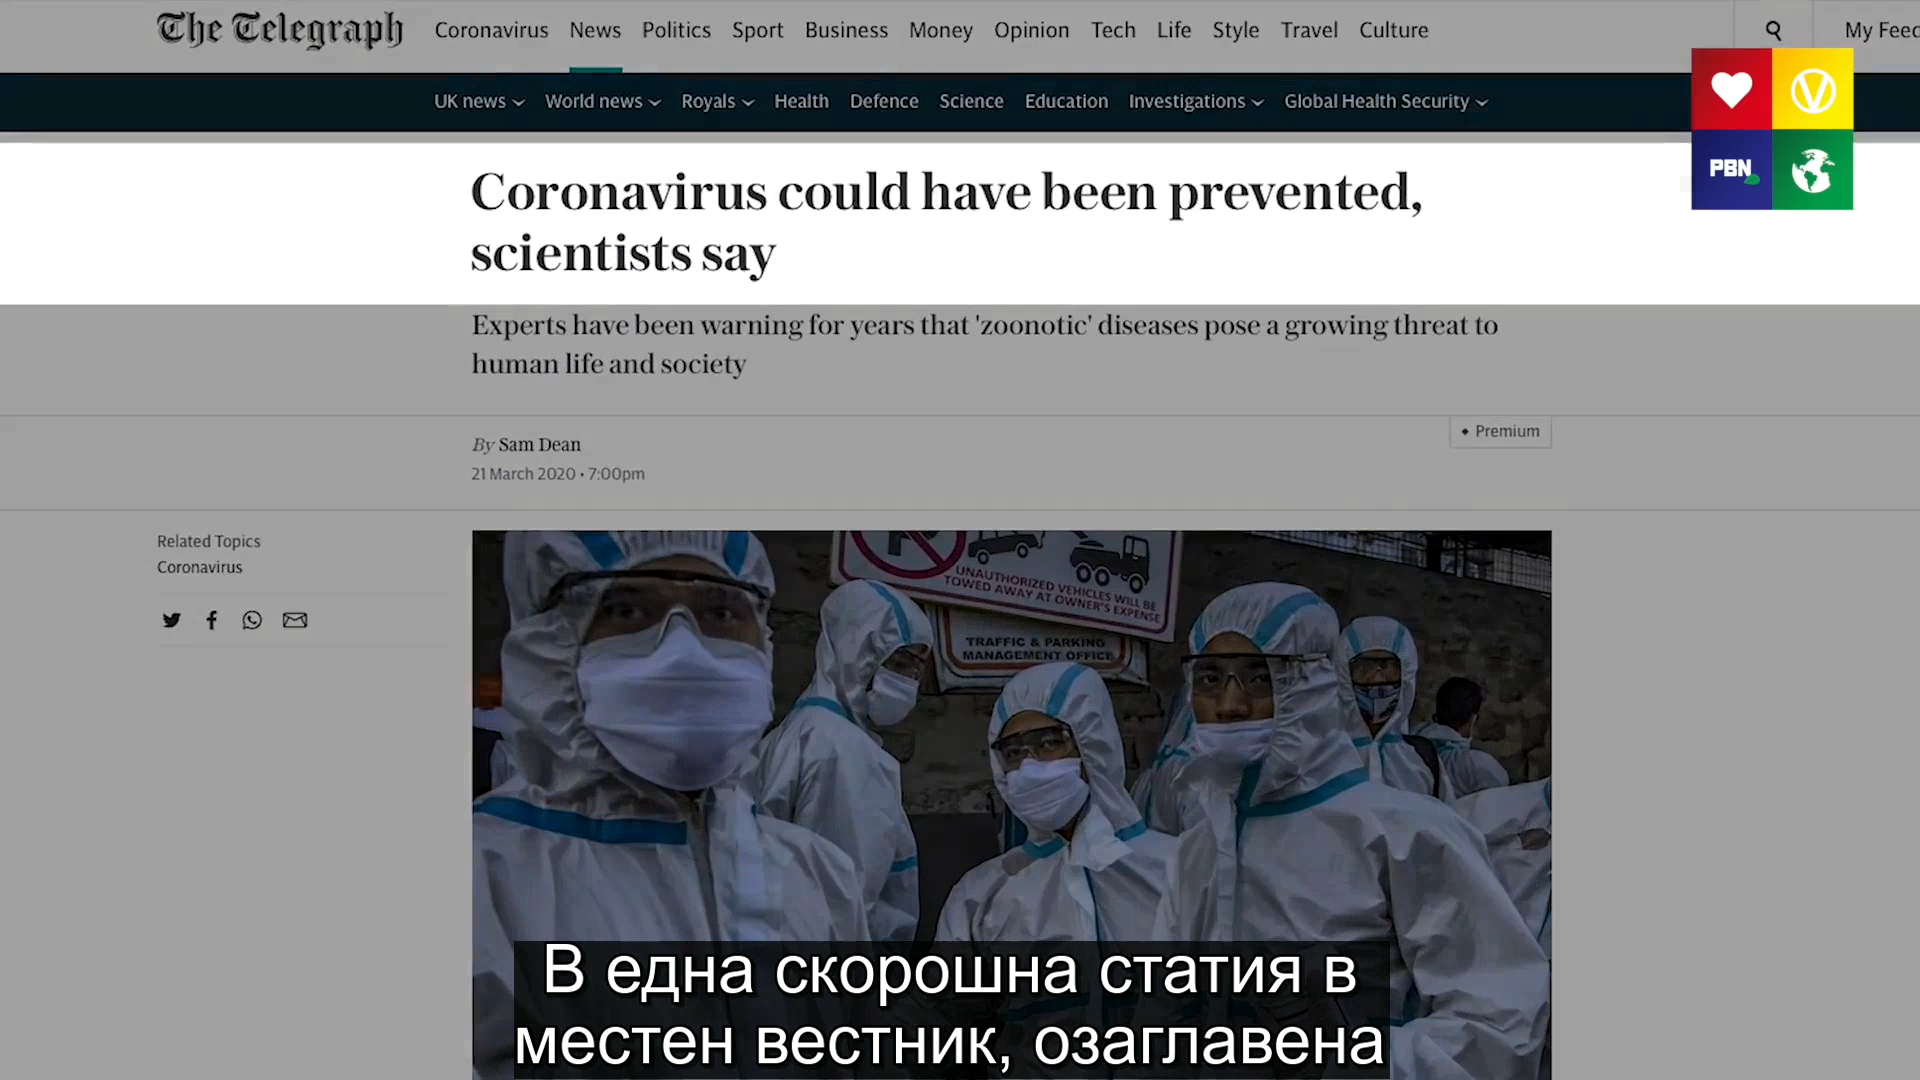 The Telegraph
Coronavirus News Politics Sport Business Money Opinion Tech Life Style Travel Culture
My Feed
UK news World news Royals Health Defence Science Education Investigations Global Health Security
PBN
Coronavirus could have been prevented,
scientists say
Experts have been warning for years that 'zoonotic' diseases pose a growing threat to
human life and society
By Sam Dean
21 March 2020 • 7:00pm
Premium
Related Topics
Coronavirus
UNAUTHORIZED VEHICLES WILL BE
TOWED AWAY AT OWNER'S EXPENSE
TRAFFIC & PARKING
MANAGEMENT OFFICE
В една скорошна статия в
местен вестник, озаглавена